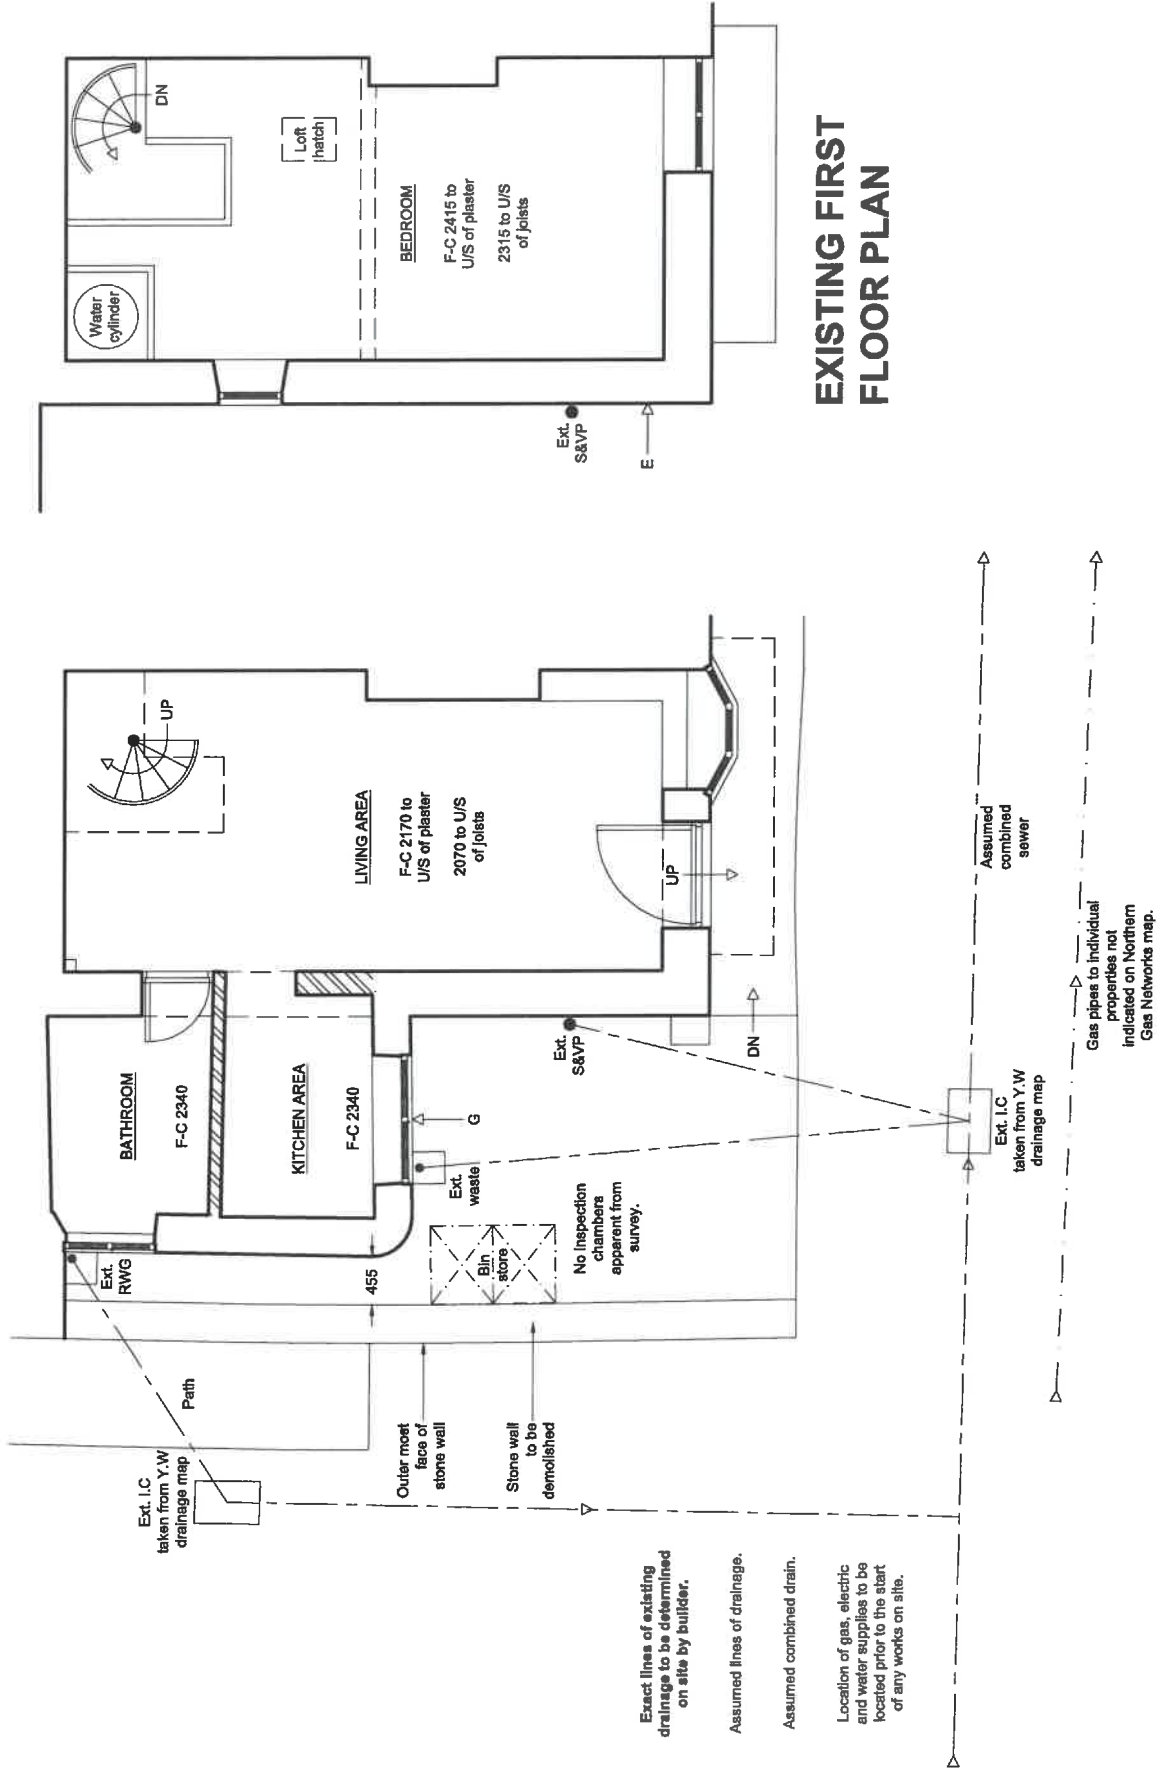 Ext. I.C
taken from Y.W
drainage map
Path
Ext.
RWG
BATHROOM
F-C 2340
KITCHEN AREA
F-C 2340
G
455
Outer most
face of
stone wall
Stone wall
to be
demolished
Bin
store
Ext.
waste
No inspection
chambers
apparent from
survey.
Ext.
S&VP
DN
UP
LIVING AREA
F-C 2170 to
U/S of plaster
2070 to U/S
of joists
UP
Exact lines of existing
drainage to be determined
on site by builder.
Assumed lines of drainage.
Assumed combined drain.
Location of gas, electric
and water supplies to be
located prior to the start
of any works on site.
Ext. I.C
taken from Y.W
drainage map
Assumed
combined
sewer
Gas pipes to individual
properties not
indicated on Northern
Gas Networks map.
Water
cylinder
DN
Loft
hatch
BEDROOM
F-C 2415 to
U/S of plaster
2315 to U/S
of joists
Ext.
S&VP
E
EXISTING FIRST
FLOOR PLAN